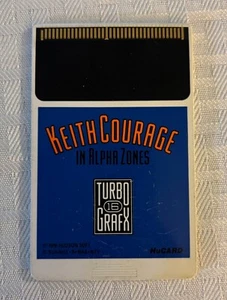 KEITH COURAGE
IN ALPHA ZONES
TURBO
16
GRAFX
HuCARD